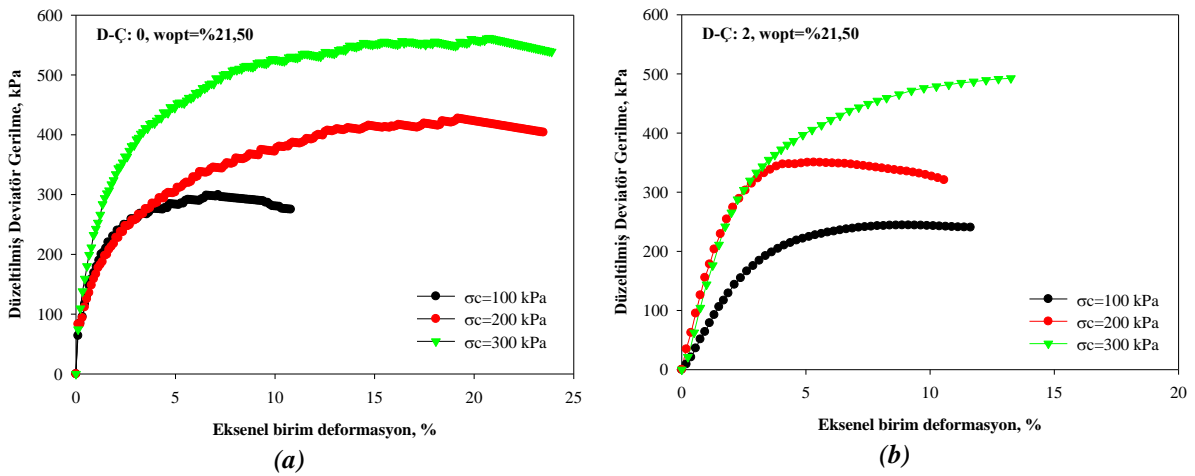 D-Ç: 0, wopt=%21,50
Düzeltilmiş Deviatör Gerilme, kPa
600
500
400
300
200
100
0
σc=100 kPa
σc=200 kPa
σc=300 kPa
0 5 10 15 20 25
Eksenel birim deformasyon, %
(a)
D-Ç: 2, wopt=%21,50
Düzeltilmiş Deviatör Gerilme, kPa
600
500
400
300
200
100
0
σc=100 kPa
σc=200 kPa
σc=300 kPa
0 5 10 15 20
Eksenel birim deformasyon, %
(b)